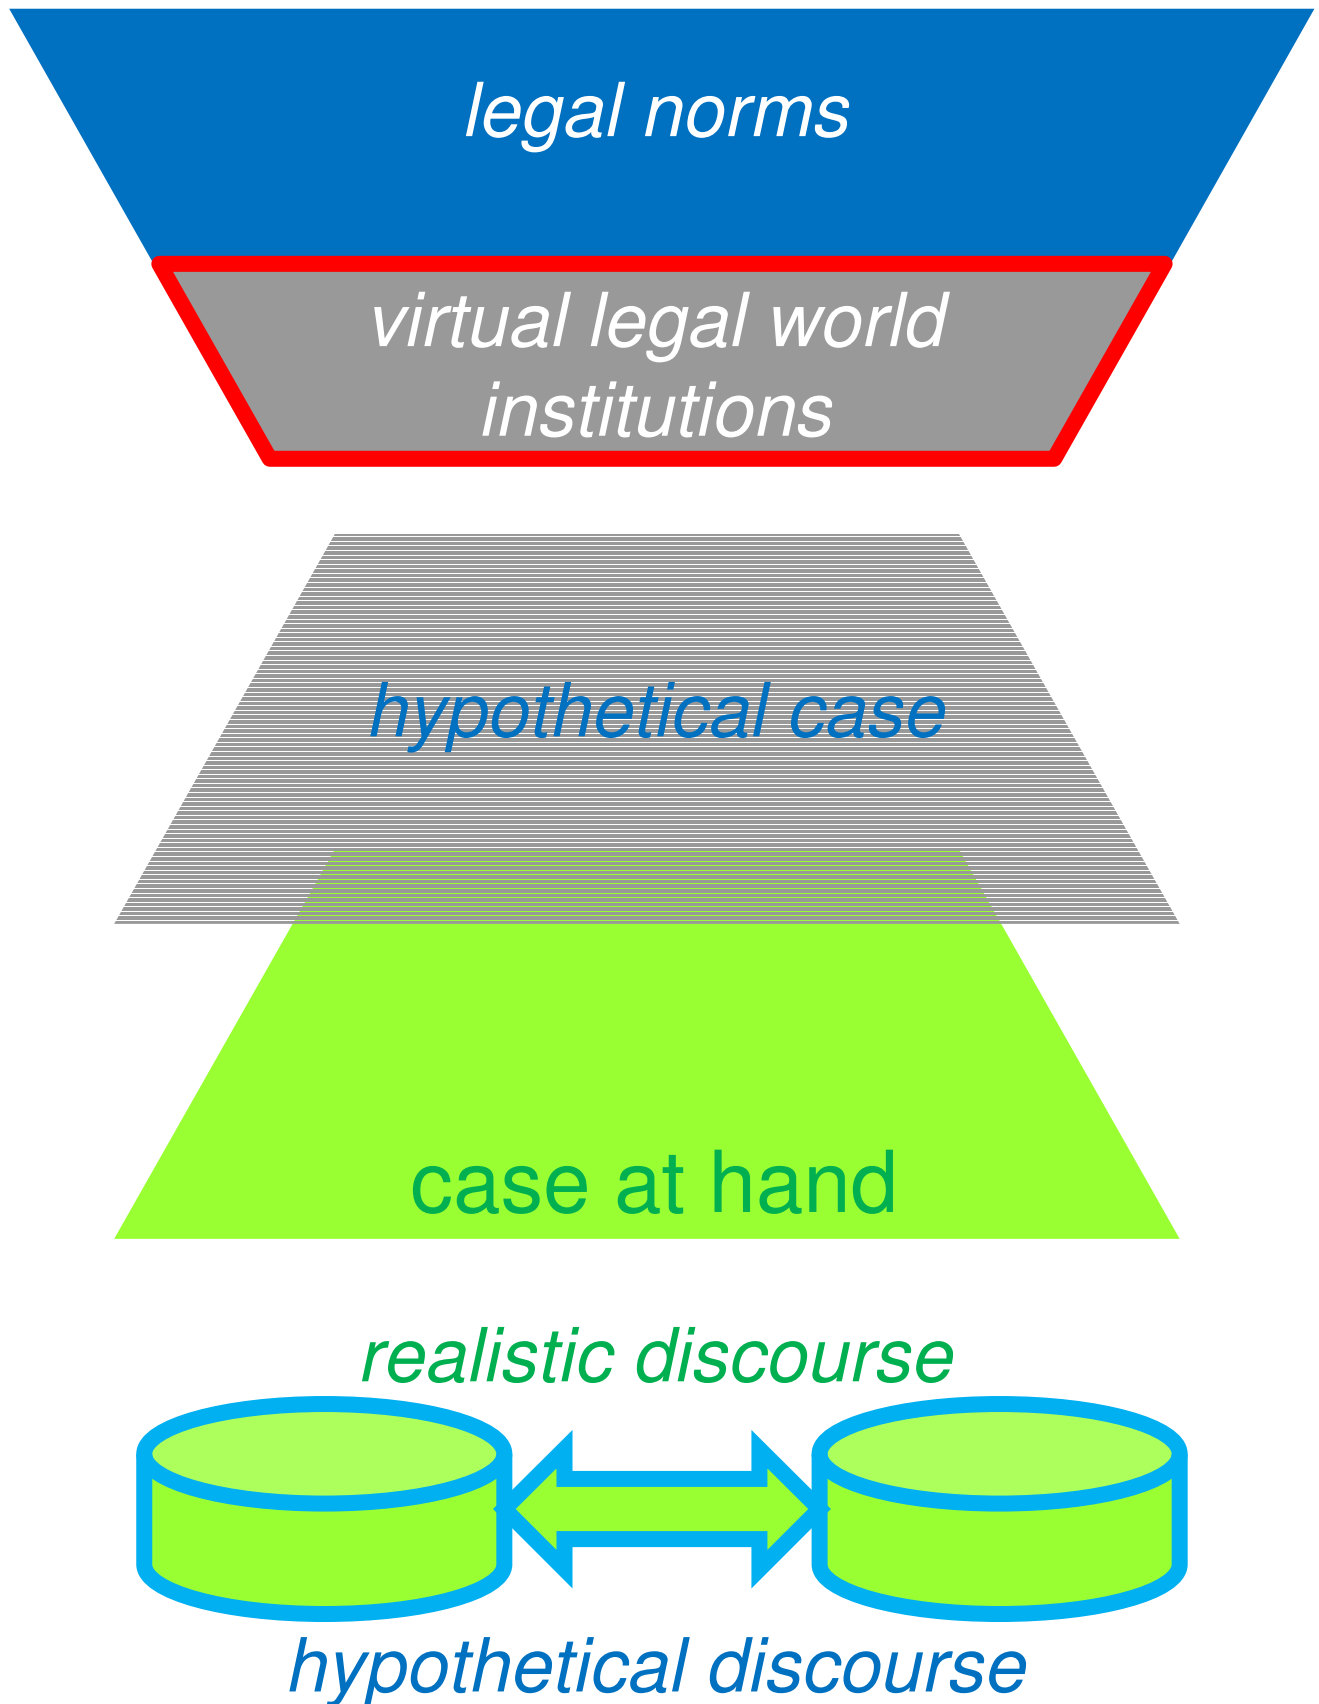 legal norms
virtual legal world
institutions
hypothetical case
case at hand
realistic discourse
hypothetical discourse